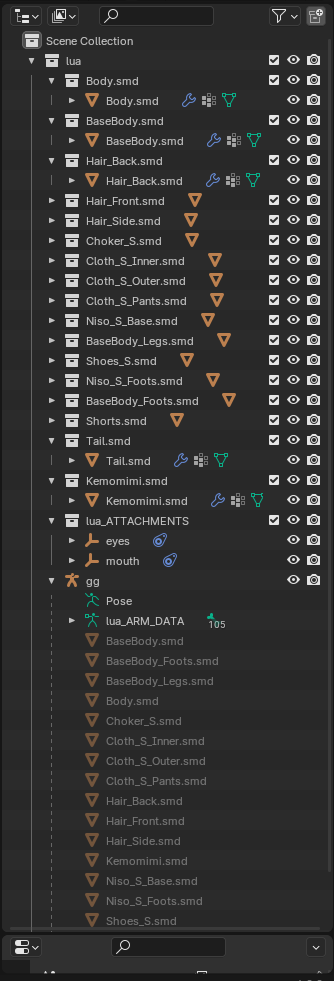 Scene Collection
lua
Body.smd
Body.smd
BaseBody.smd
BaseBody.smd
Hair_Back.smd
Hair_Back.smd
Hair_Front.smd
Hair_Side.smd
Choker_S.smd
Cloth_S_Inner.smd
Cloth_S_Outer.smd
Cloth_S_Pants.smd
Niso_S_Base.smd
BaseBody_Legs.smd
Shoes_S.smd
Niso_S_Foots.smd
BaseBody_Foots.smd
Shorts.smd
Tail.smd
Tail.smd
Kemomimi.smd
Kemomimi.smd
lua_ATTACHMENTS
eyes
mouth
gg
Pose
lua_ARM_DATA 105
BaseBody.smd
BaseBody_Foots.smd
BaseBody_Legs.smd
Body.smd
Choker_S.smd
Cloth_S_Inner.smd
Cloth_S_Outer.smd
Cloth_S_Pants.smd
Hair_Back.smd
Hair_Front.smd
Hair_Side.smd
Kemomimi.smd
Niso_S_Base.smd
Niso_S_Foots.smd
Shoes_S.smd